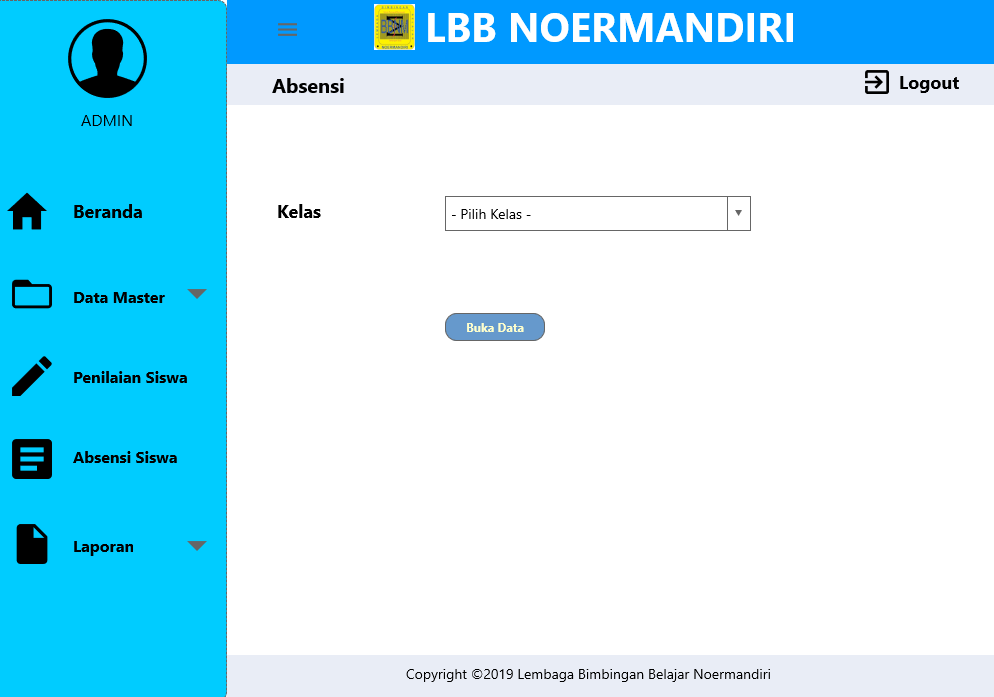 LBB NOERMANDIRI
ADMIN
Absensi
Logout
Beranda
Data Master
Penilaian Siswa
Absensi Siswa
Laporan
Kelas
- Pilih Kelas -
Buka Data
Copyright ©2019 Lembaga Bimbingan Belajar Noermandiri